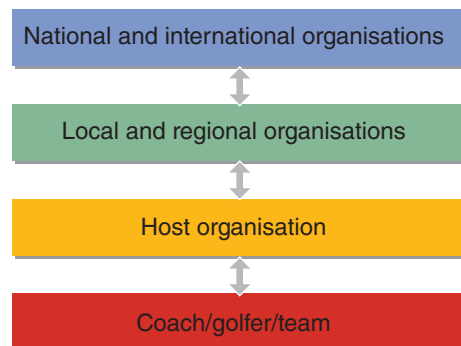 National and international organisations
Local and regional organisations
Host organisation
Coach/golfer/team